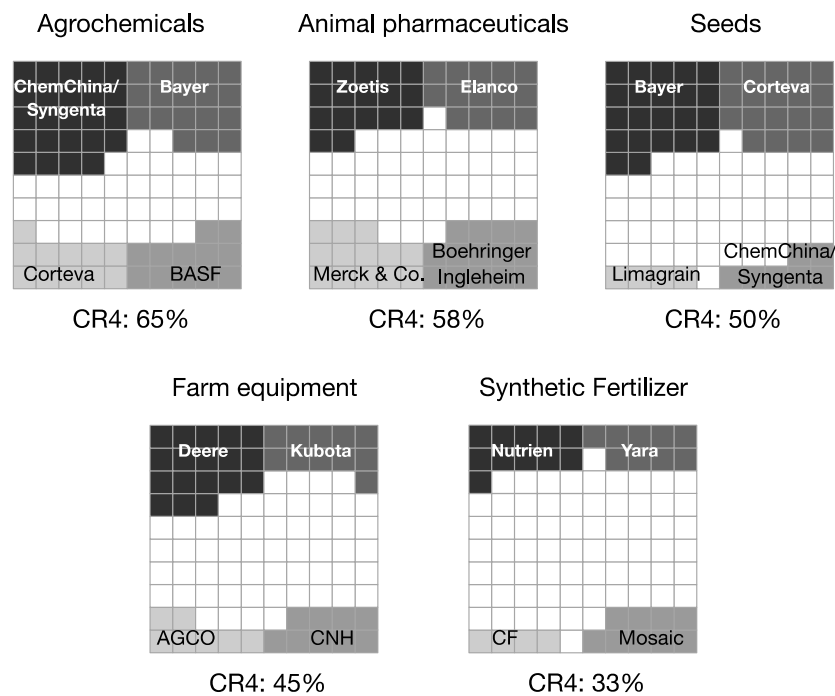 Agrochemicals
Animal pharmaceuticals
Seeds
ChemChina/
Syngenta
Bayer
Zoetis
Elanco
Bayer
Corteva
Corteva
BASF
Merck & Co.
Boehringer
Ingleheim
Limagrain
ChemChina/
Syngenta
CR4: 65%
CR4: 58%
CR4: 50%
Farm equipment
Synthetic Fertilizer
Deere
Kubota
Nutrien
Yara
AGCO
CNH
CF
Mosaic
CR4: 45%
CR4: 33%